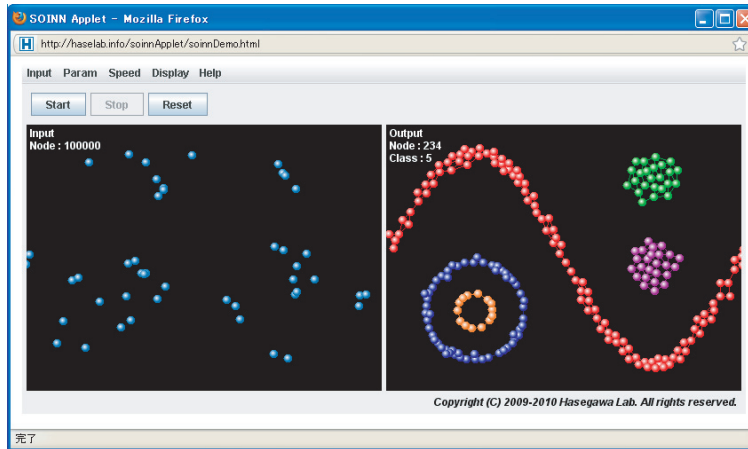 SOINN Applet - Mozilla Firefox
http://haselab.info/soinnApplet/soinnDemo.html
Input Param Speed Display Help
Start Stop Reset
Input
Node : 100000
Output
Node : 234
Class : 5
Copyright (C) 2009-2010 Hasegawa Lab. All rights reserved.
完了